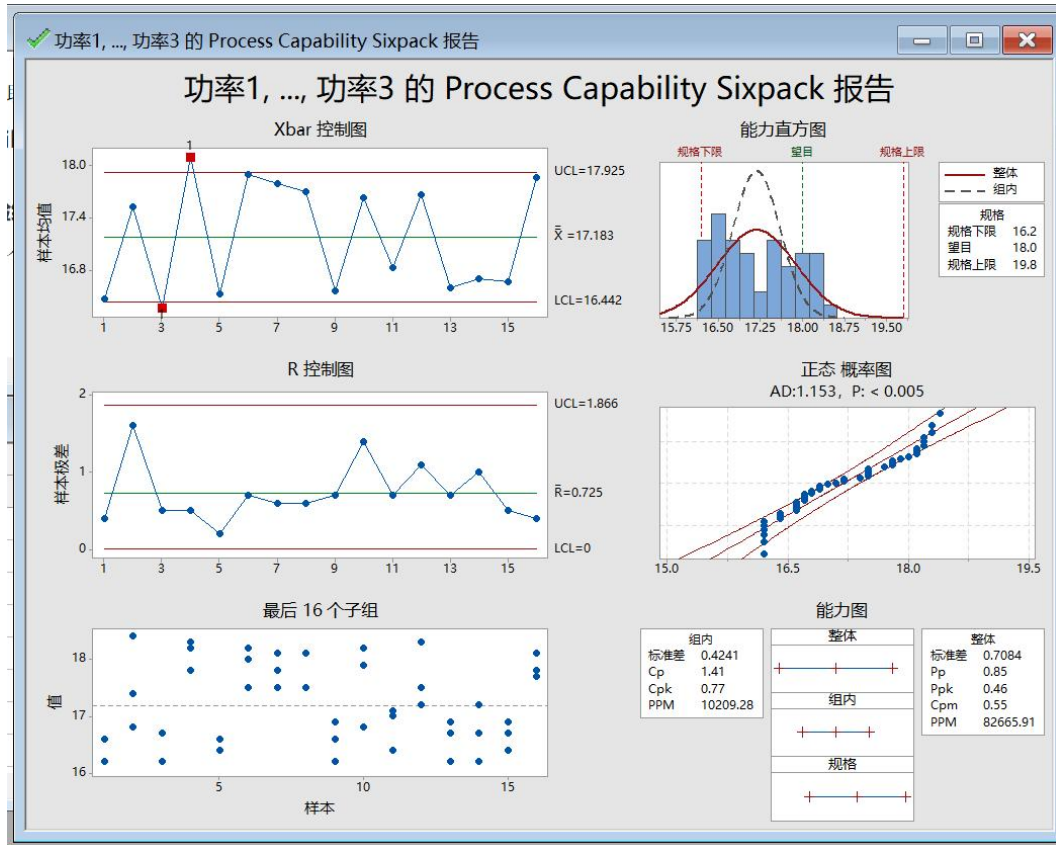 功率1, ..., 功率3 的 Process Capability Sixpack 报告
功率1, ..., 功率3 的 Process Capability Sixpack 报告
Xbar 控制图
样本均值
18.0
17.4
16.8
1
1
UCL=17.925
X̿ =17.183
LCL=16.442
1 3 5 7 9 11 13 15
能力直方图
规格下限 望目 规格上限
整体
组内
规格
规格下限 16.2
望目 18.0
规格上限 19.8
15.75 16.50 17.25 18.00 18.75 19.50
R 控制图
样本极差
2
1
0
UCL=1.866
R̄=0.725
LCL=0
1 3 5 7 9 11 13 15
正态 概率图
AD:1.153, P: < 0.005
15.0 16.5 18.0 19.5
最后 16 个子组
值
18
17
16
5 10 15
样本
能力图
组内
标准差 0.4241
Cp 1.41
Cpk 0.77
PPM 10209.28
整体
组内
规格
整体
标准差 0.7084
Pp 0.85
Ppk 0.46
Cpm 0.55
PPM 82665.91